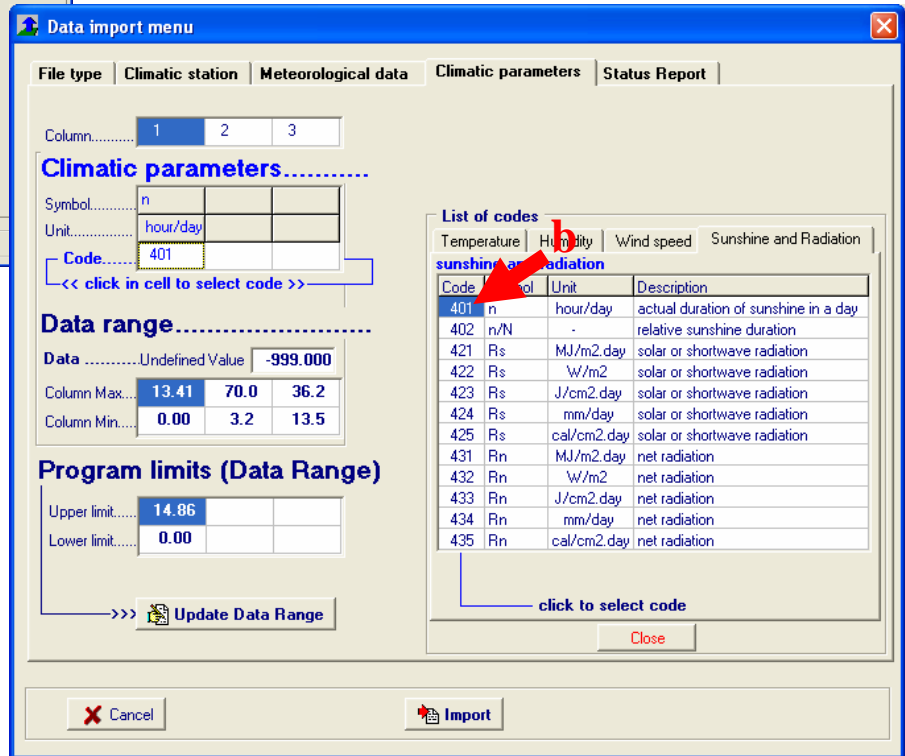 Data import menu
File type Climatic station Meteorological data Climatic parameters Status Report
Column........... 1 2 3
Climatic parameters...........
Symbol.......... n
Unit............... hour/day
Code....... 401
<< click in cell to select code >>
Data range.......................
Data ..........Undefined Value -999.000
Column Max.... 13.41 70.0 36.2
Column Min..... 0.00 3.2 13.5
Program limits (Data Range)
Upper limit...... 14.86
Lower limit...... 0.00
>>> Update Data Range
List of codes
Temperature Humidity Wind speed Sunshine and Radiation
b
sunshine and radiation
Code Symbol Unit Description
401 n hour/day actual duration of sunshine in a day
402 n/N - relative sunshine duration
421 Rs MJ/m2.day solar or shortwave radiation
422 Rs W/m2 solar or shortwave radiation
423 Rs J/cm2.day solar or shortwave radiation
424 Rs mm/day solar or shortwave radiation
425 Rs cal/cm2.day solar or shortwave radiation
431 Rn MJ/m2.day net radiation
432 Rn W/m2 net radiation
433 Rn J/cm2.day net radiation
434 Rn mm/day net radiation
435 Rn cal/cm2.day net radiation
click to select code
Close
Cancel
Import